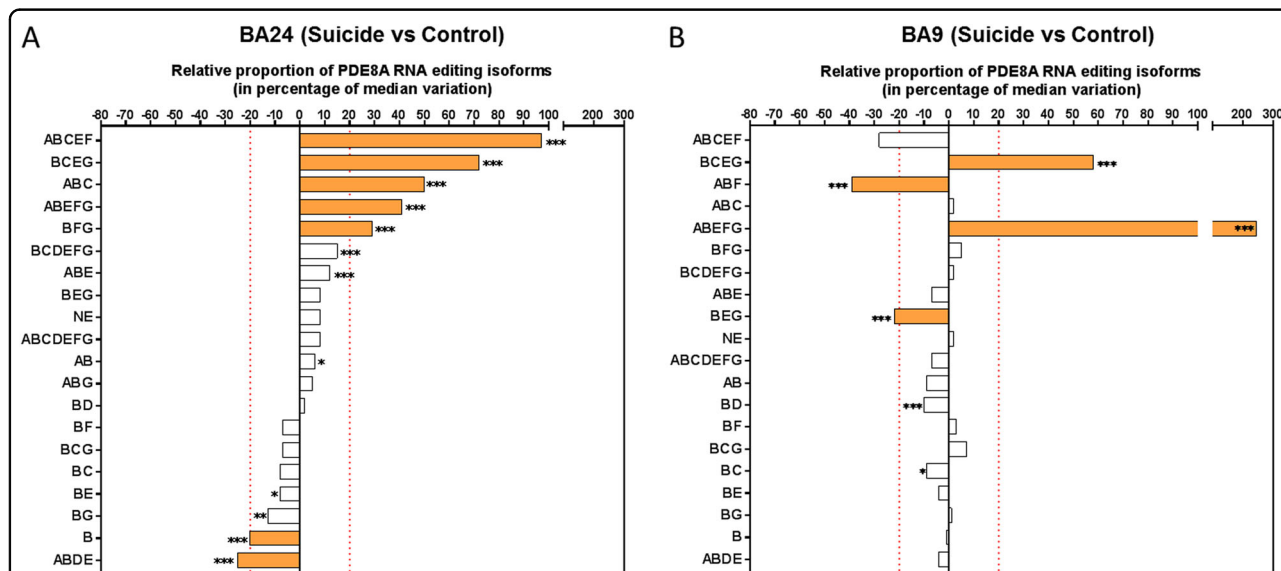 A
BA24 (Suicide vs Control)
Relative proportion of PDE8A RNA editing isoforms
(in percentage of median variation)
-80 -70 -60 -50 -40 -30 -20 -10 0 10 20 30 40 50 60 70 80 90 100 200 300
ABCEF ***
BCEG ***
ABC ***
ABEFG ***
BFG ***
BCDEFG ***
ABE ***
BEG
NE
ABCDEFG
AB *
ABG
BD
BF
BCG
BC
BE *
BG **
B ***
ABDE ***
B
BA9 (Suicide vs Control)
Relative proportion of PDE8A RNA editing isoforms
(in percentage of median variation)
-80 -70 -60 -50 -40 -30 -20 -10 0 10 20 30 40 50 60 70 80 90 100 200 300
ABCEF
BCEG ***
ABF ***
ABC
ABEFG ***
BFG
BCDEFG
ABE
BEG ***
NE
ABCDEFG
AB
BD ***
BF
BCG
BC *
BE
BG
B
ABDE